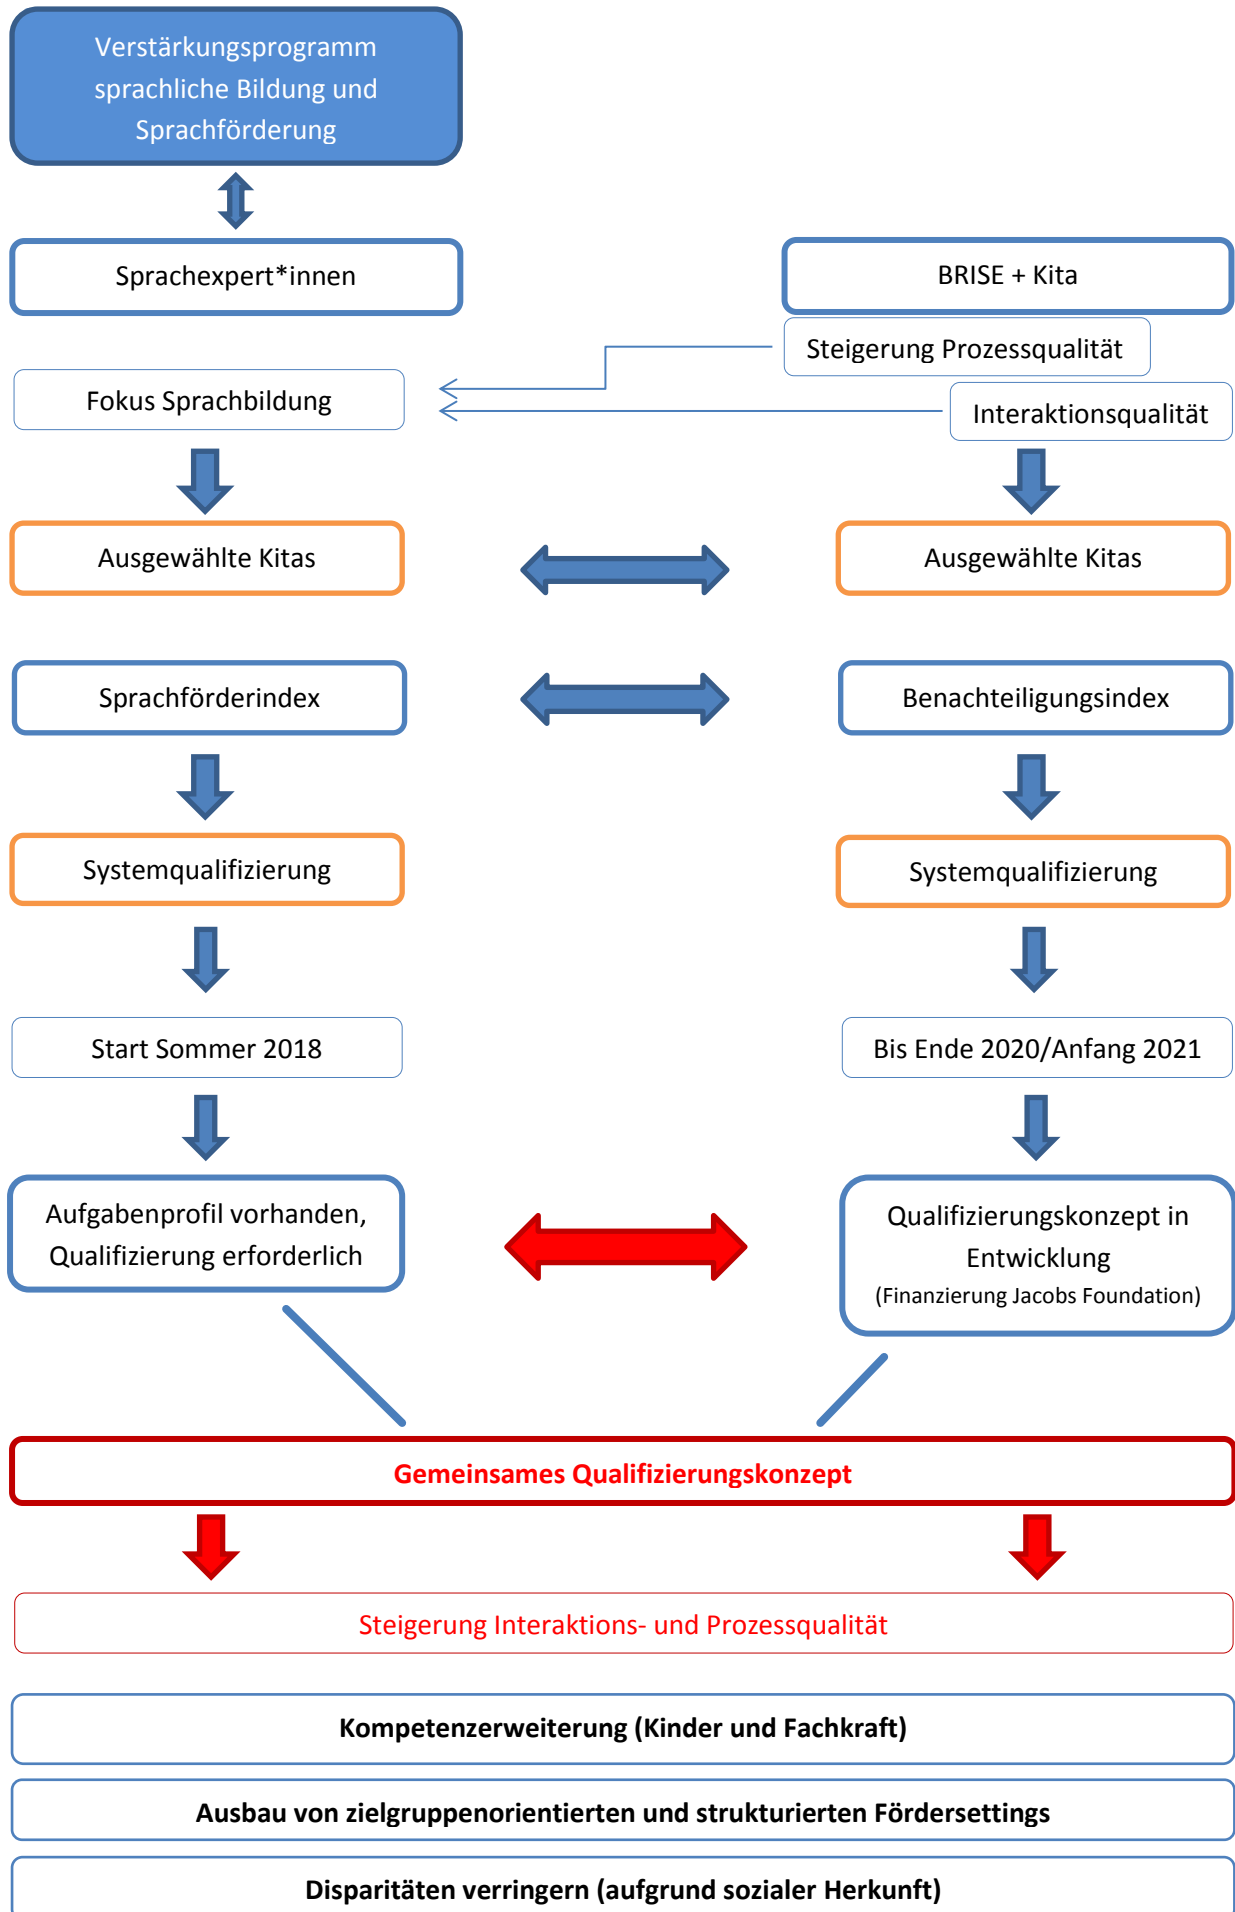 Verstärkungsprogramm
sprachliche Bildung und
Sprachförderung
Sprachexpert*innen
BRISE + Kita
Steigerung Prozessqualität
Fokus Sprachbildung
Interaktionsqualität
Ausgewählte Kitas
Ausgewählte Kitas
Sprachförderindex
Benachteiligungsindex
Systemqualifizierung
Systemqualifizierung
Start Sommer 2018
Bis Ende 2020/Anfang 2021
Aufgabenprofil vorhanden,
Qualifizierung erforderlich
Qualifizierungskonzept in
Entwicklung
(Finanzierung Jacobs Foundation)
Gemeinsames Qualifizierungskonzept
Steigerung Interaktions- und Prozessqualität
Kompetenzerweiterung (Kinder und Fachkraft)
Ausbau von zielgruppenorientierten und strukturierten Fördersettings
Disparitäten verringern (aufgrund sozialer Herkunft)